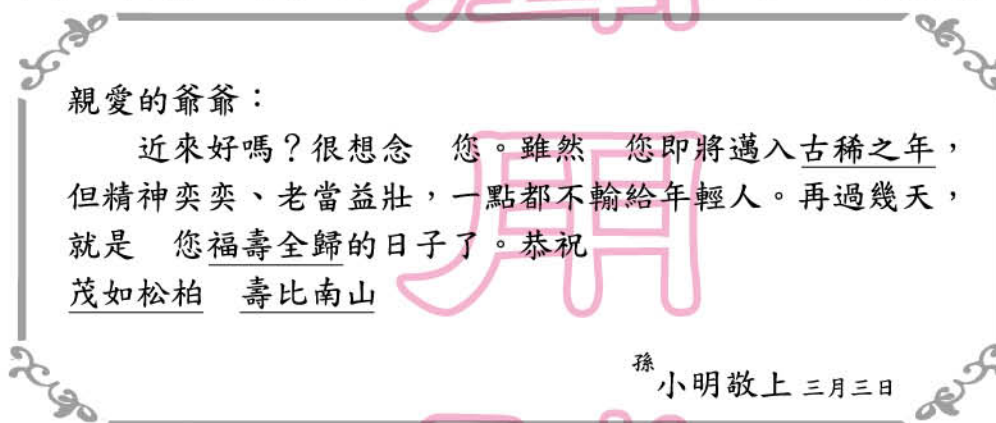 親愛的爺爺：
近來好嗎？很想念　您。雖然　您即將邁入古稀之年，
但精神奕奕、老當益壯，一點都不輸給年輕人。再過幾天，
就是　您福壽全歸的日子了。恭祝
茂如松柏　壽比南山
孫小明敬上 三月三日